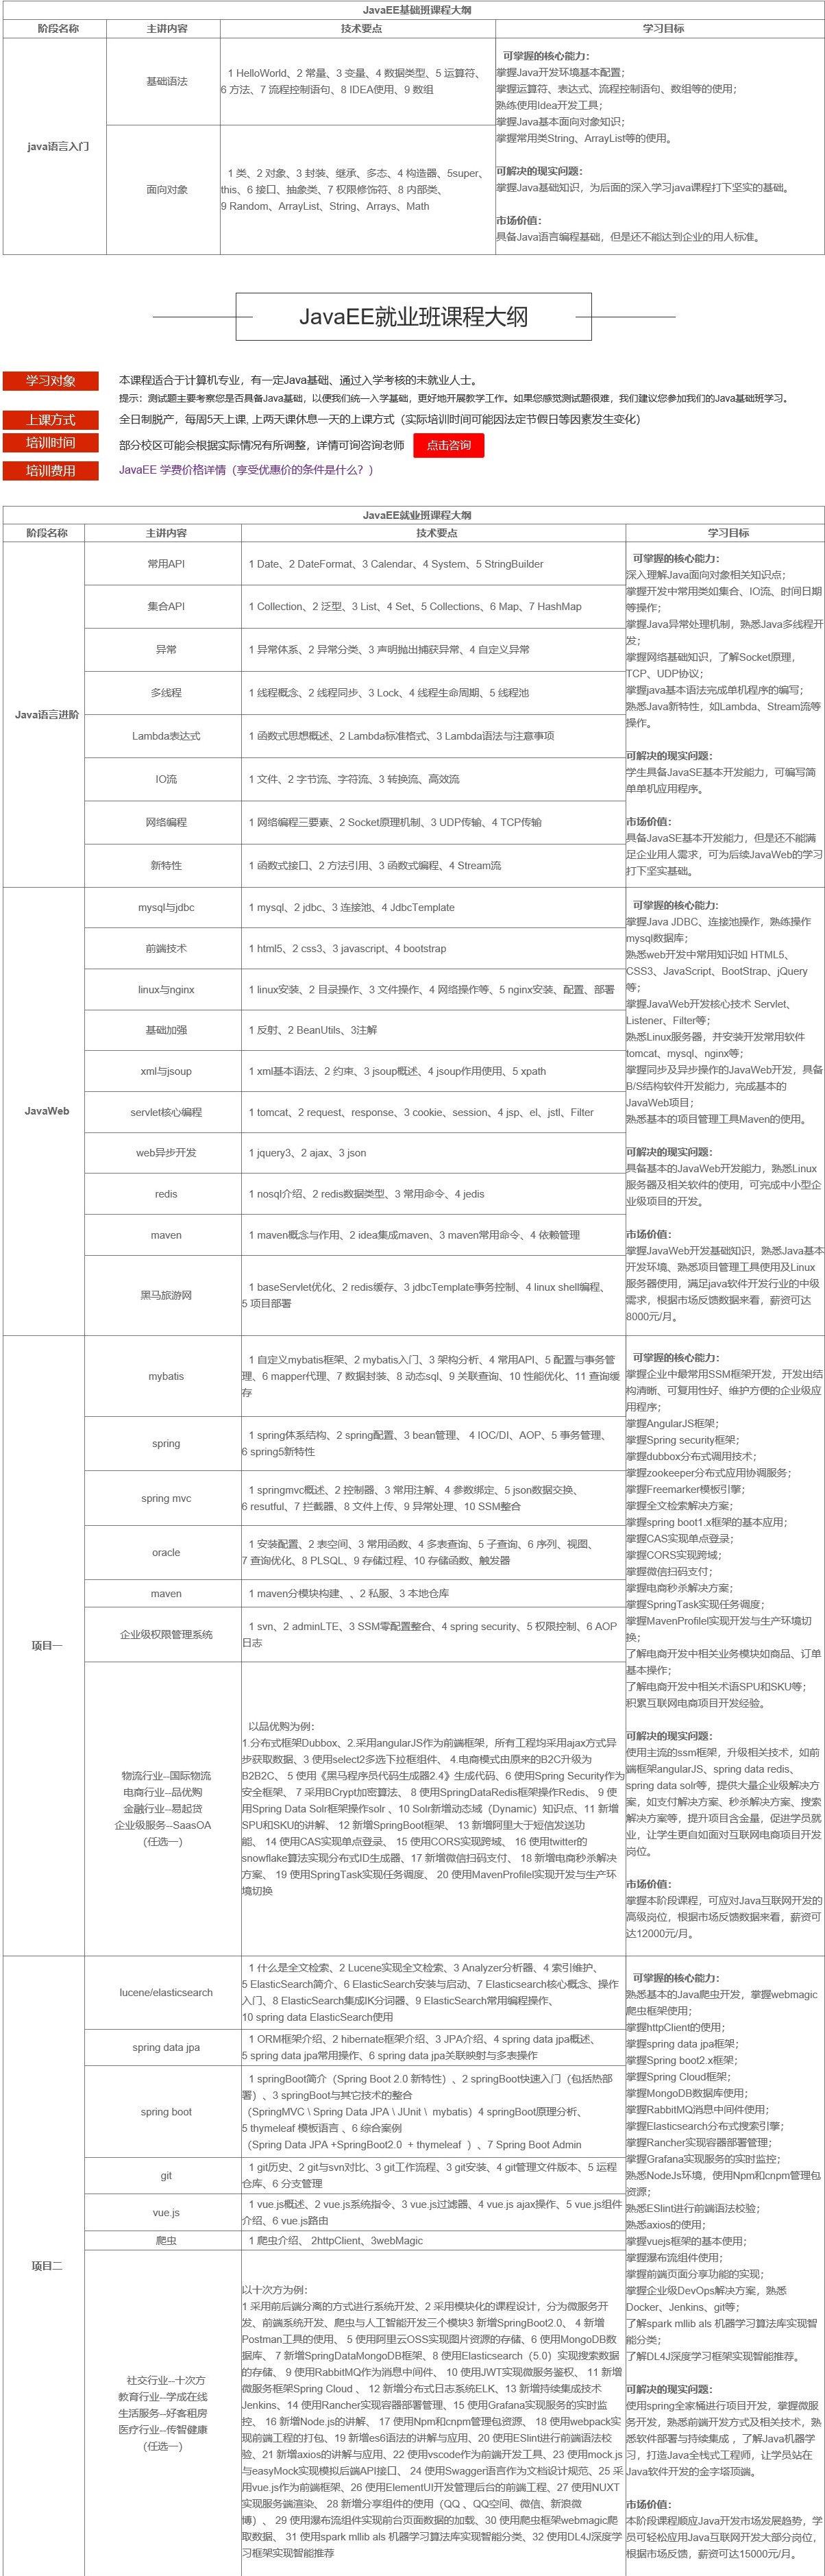 JavaEE基础班课程大纲
阶段名称 主讲内容 技术要点 学习目标
java语言入门
基础语法
1 HelloWorld、2 常量、3 变量、4 数据类型、5 运算符、
6 方法、7 流程控制语句、8 IDEA使用、9 数组
面向对象
1 类、2 对象、3 封装、继承、多态、4 构造器、5super、
this、6 接口、抽象类、7 权限修饰符、8 内部类、
9 Random、ArrayList、String、Arrays、Math
可掌握的核心能力：
掌握Java开发环境基本配置；
掌握运算符、表达式、流程控制语句、数组等的使用；
熟练使用Idea开发工具；
掌握Java基本面向对象知识；
掌握常用类String、ArrayList等的使用。
可解决的现实问题：
掌握Java基础知识，为后面的深入学习java课程打下坚实的基础。
市场价值：
具备Java语言编程基础，但是还不能达到企业的用人标准。
JavaEE就业班课程大纲
学习对象 本课程适合于计算机专业，有一定Java基础、通过入学考核的未就业人士。
提示：测试题主要考察您是否具备Java基础，以便我们统一入学基础，更好地开展教学工作。如果您感觉测试题很难，我们建议您参加我们的Java基础班学习。
上课方式 全日制脱产，每周5天上课, 上两天课休息一天的上课方式（实际培训时间可能因法定节假日等因素发生变化）
培训时间 部分校区可能会根据实际情况有所调整，详情可询咨询老师 点击咨询
培训费用 JavaEE 学费价格详情（享受优惠价的条件是什么？）
JavaEE就业班课程大纲
阶段名称 主讲内容 技术要点 学习目标
Java语言进阶
常用API 1 Date、2 DateFormat、3 Calendar、4 System、5 StringBuilder
集合API 1 Collection、2 泛型、3 List、4 Set、5 Collections、6 Map、7 HashMap
异常 1 异常体系、2 异常分类、3 声明抛出捕获异常、4 自定义异常
多线程 1 线程概念、2 线程同步、3 Lock、4 线程生命周期、5 线程池
Lambda表达式 1 函数式思想概述、2 Lambda标准格式、3 Lambda语法与注意事项
IO流 1 文件、2 字节流、字符流、3 转换流、高效流
网络编程 1 网络编程三要素、2 Socket原理机制、3 UDP传输、4 TCP传输
新特性 1 函数式接口、2 方法引用、3 函数式编程、4 Stream流
可掌握的核心能力：
深入理解Java面向对象相关知识点；
掌握开发中常用类如集合、IO流、时间日期
等操作；
掌握Java异常处理机制，熟悉Java多线程开
发；
掌握网络基础知识，了解Socket原理，
TCP、UDP协议；
掌握java基本语法完成单机程序的编写；
熟悉Java新特性，如Lambda、Stream流等
操作。
可解决的现实问题：
学生具备JavaSE基本开发能力，可编写简
单单机应用程序。
市场价值：
具备JavaSE基本开发能力，但是还不能满
足企业用人需求，可为后续JavaWeb的学习
打下坚实基础。
JavaWeb
mysql与jdbc 1 mysql、2 jdbc、3 连接池、4 JdbcTemplate
前端技术 1 html5、2 css3、3 javascript、4 bootstrap
linux与nginx 1 linux安装、2 目录操作、3 文件操作、4 网络操作等、5 nginx安装、配置、部署
基础加强 1 反射、2 BeanUtils、3注解
xml与jsoup 1 xml基本语法、2 约束、3 jsoup概述、4 jsoup作用使用、5 xpath
servlet核心编程 1 tomcat、2 request、response、3 cookie、session、4 jsp、el、jstl、Filter
web异步开发 1 jquery3、2 ajax、3 json
redis 1 nosql介绍、2 redis数据类型、3 常用命令、4 jedis
maven 1 maven概念与作用、2 idea集成maven、3 maven常用命令、4 依赖管理
黑马旅游网 1 baseServlet优化、2 redis缓存、3 jdbcTemplate事务控制、4 linux shell编程、
5 项目部署
可掌握的核心能力：
掌握Java JDBC、连接池操作，熟练操作
mysql数据库；
熟悉web开发中常用知识如 HTML5、
CSS3、JavaScript、BootStrap、jQuery
等；
掌握JavaWeb开发核心技术 Servlet、
Listener、Filter等；
熟悉Linux服务器，并安装开发常用软件
tomcat、mysql、nginx等；
掌握同步及异步操作的JavaWeb开发，具备
B/S结构软件开发能力，完成基本的
JavaWeb项目；
熟悉基本的项目管理工具Maven的使用。
可解决的现实问题：
具备基本的JavaWeb开发能力，熟悉Linux
服务器及相关软件的使用，可完成中小型企
业级项目的开发。
市场价值：
掌握JavaWeb开发基础知识，熟悉Java基本
开发环境、熟悉项目管理工具使用及Linux
服务器使用，满足java软件开发行业的中级
需求，根据市场反馈数据来看，薪资可达
8000元/月。
项目一
mybatis
1 自定义mybatis框架、2 mybatis入门、3 架构分析、4 常用API、5 配置与事务管
理、6 mapper代理、7 数据封装、8 动态sql、9 关联查询、10 性能优化、11 查询缓
存
spring
1 spring体系结构、2 spring配置、3 bean管理、 4 IOC/DI、AOP、5 事务管理、
6 spring5新特性
spring mvc
1 springmvc概述、2 控制器、3 常用注解、4 参数绑定、5 json数据交换、
6 resutful、7 拦截器、8 文件上传、9 异常处理、10 SSM整合
oracle
1 安装配置、2 表空间、3 常用函数、4 多表查询、5 子查询、6 序列、视图、
7 查询优化、8 PLSQL、9 存储过程、10 存储函数、触发器
maven 1 maven分模块构建、、2 私服、3 本地仓库
企业级权限管理系统
1 svn、2 adminLTE、3 SSM零配置整合、4 spring security、5 权限控制、6 AOP
日志
物流行业--国际物流
电商行业--品优购
金融行业--易起贷
企业级服务--SaasOA
（任选一）
以品优购为例：
1.分布式框架Dubbox、2.采用angularJS作为前端框架，所有工程均采用ajax方式异
步获取数据、3 使用select2多选下拉框组件、 4.电商模式由原来的B2C升级为
B2B2C、 5 使用《黑马程序员代码生成器2.4》生成代码、6 使用Spring Security作为
安全框架、 7 采用BCrypt加密算法、 8 使用SpringDataRedis框架操作Redis、 9 使
用Spring Data Solr框架操作solr 、10 Solr新增动态域（Dynamic）知识点、11 新增
SPU和SKU的讲解、 12 新增SpringBoot框架、 13 新增阿里大于短信发送功
能、 14 使用CAS实现单点登录、 15 使用CORS实现跨域、 16 使用twitter的
snowflake算法实现分布式ID生成器、17 新增微信扫码支付、 18 新增电商秒杀解决
方案、 19 使用SpringTask实现任务调度、 20 使用MavenProfileI实现开发与生产环
境切换
可掌握的核心能力：
掌握企业中最常用SSM框架开发，开发出结
构清晰、可复用性好、维护方便的企业级应
用程序；
掌握AngularJS框架；
掌握Spring security框架；
掌握dubbox分布式调用技术；
掌握zookeeper分布式应用协调服务；
掌握Freemarker模板引擎；
掌握全文检索解决方案；
掌握spring boot1.x框架的基本应用；
掌握CAS实现单点登录；
掌握CORS实现跨域；
掌握微信扫码支付；
掌握电商秒杀解决方案；
掌握SpringTask实现任务调度；
掌握MavenProfileI实现开发与生产环境切
换；
了解电商开发中相关业务模块如商品、订单
基本操作；
了解电商开发中相关术语SPU和SKU等；
积累互联网电商项目开发经验。
可解决的现实问题：
使用主流的ssm框架，升级相关技术，如前
端框架angularJS、spring data redis、
spring data solr等，提供大量企业级解决方
案，如支付解决方案、秒杀解决方案、搜索
解决方案等，提升项目含金量，促进学员就
业，让学生更自如面对互联网电商项目开发
岗位。
市场价值：
掌握本阶段课程，可应对Java互联网开发的
高级岗位，根据市场反馈数据来看，薪资可
达12000元/月。
项目二
lucene/elasticsearch
1 什么是全文检索、2 Lucene实现全文检索、3 Analyzer分析器、4 索引维护、
5 ElasticSearch简介、6 ElasticSearch安装与启动、7 Elasticsearch核心概念、操作
入门、8 ElasticSearch集成IK分词器、9 ElasticSearch常用编程操作、
10 spring data ElasticSearch使用
spring data jpa
1 ORM框架介绍、2 hibernate框架介绍、3 JPA介绍、4 spring data jpa概述、
5 spring data jpa常用操作、6 spring data jpa关联映射与多表操作
spring boot
1 springBoot简介（Spring Boot 2.0 新特性）、2 springBoot快速入门（包括热部
署）、3 springBoot与其它技术的整合
（SpringMVC \ Spring Data JPA \ JUnit \ mybatis）4 springBoot原理分析、
5 thymeleaf 模板语言 、6 综合案例
（Spring Data JPA +SpringBoot2.0 + thymeleaf ）、7 Spring Boot Admin
git
1 git历史、2 git与svn对比、3 git工作流程、3 git安装、4 git管理文件版本、5 远程
仓库、6 分支管理
vue.js
1 vue.js概述、2 vue.js系统指令、3 vue.js过滤器、4 vue.js ajax操作、5 vue.js组件
介绍、6 vue.js路由
爬虫 1 爬虫介绍、 2httpClient、3webMagic
社交行业--十次方
教育行业--学成在线
生活服务--好客租房
医疗行业--传智健康
（任选一）
以十次方为例：
1 采用前后端分离的方式进行系统开发、2 采用模块化的课程设计，分为微服务开
发、前端系统开发、爬虫与人工智能开发三个模块3 新增SpringBoot2.0、 4 新增
Postman工具的使用、 5 使用阿里云OSS实现图片资源的存储、6 使用MongoDB数
据库、 7 新增SpringDataMongoDB框架、8 使用Elasticsearch（5.0）实现搜索数据
的存储、 9 使用RabbitMQ作为消息中间件、 10 使用JWT实现微服务鉴权、 11 新增
微服务框架Spring Cloud 、 12 新增分布式日志系统ELK、13 新增持续集成技术
Jenkins、14 使用Rancher实现容器部署管理、15 使用Grafana实现服务的实时监
控、 16 新增Node.js的讲解、 17 使用Npm和cnpm管理包资源、 18 使用webpack实
现前端工程的打包、19 新增es6语法的讲解与应用、20 使用ESlint进行前端语法校
验、21 新增axios的讲解与应用、22 使用vscode作为前端开发工具、23 使用mock.js
与easyMock实现模拟后端API接口、 24 使用Swagger语言作为文档设计规范、25 采
用vue.js作为前端框架、26 使用ElementUI开发管理后台的前端工程、27 使用NUXT
实现服务端渲染、 28 新增分享组件的使用（QQ 、QQ空间、微信、新浪微
博）、 29 使用瀑布流组件实现前台页面数据的加载、30 使用爬虫框架webmagic爬
取数据、 31 使用spark mllib als 机器学习算法库实现智能分类、32 使用DL4J深度学
习框架实现智能推荐
可掌握的核心能力：
熟悉基本的Java爬虫开发，掌握webmagic
爬虫框架使用；
掌握httpClient的使用；
掌握spring data jpa框架；
掌握Spring boot2.x框架；
掌握Spring Cloud框架；
掌握MongoDB数据库使用；
掌握RabbitMQ消息中间件使用；
掌握Elasticsearch分布式搜索引擎；
掌握Rancher实现容器部署管理；
掌握Grafana实现服务的实时监控；
熟悉NodeJs环境，使用Npm和cnpm管理包
资源；
熟悉ESlint进行前端语法校验；
熟悉axios的使用；
掌握vuejs框架的基本使用；
掌握瀑布流组件使用；
掌握前端页面分享功能的实现；
掌握企业级DevOps解决方案，熟悉
Docker、Jenkins、git等；
了解spark mllib als 机器学习算法库实现智
能分类；
了解DL4J深度学习框架实现智能推荐。
可解决的现实问题：
使用spring全家桶进行项目开发，掌握微服
务开发，熟悉前端开发方式及相关技术，熟
悉软件部署与持续集成 ，了解Java机器学
习，打造Java全栈式工程师，让学员站在
Java软件开发的金字塔顶端。
市场价值：
本阶段课程顺应Java开发市场发展趋势，学
员可轻松应用Java互联网开发大部分岗位，
根据市场反馈，薪资可达15000元/月。